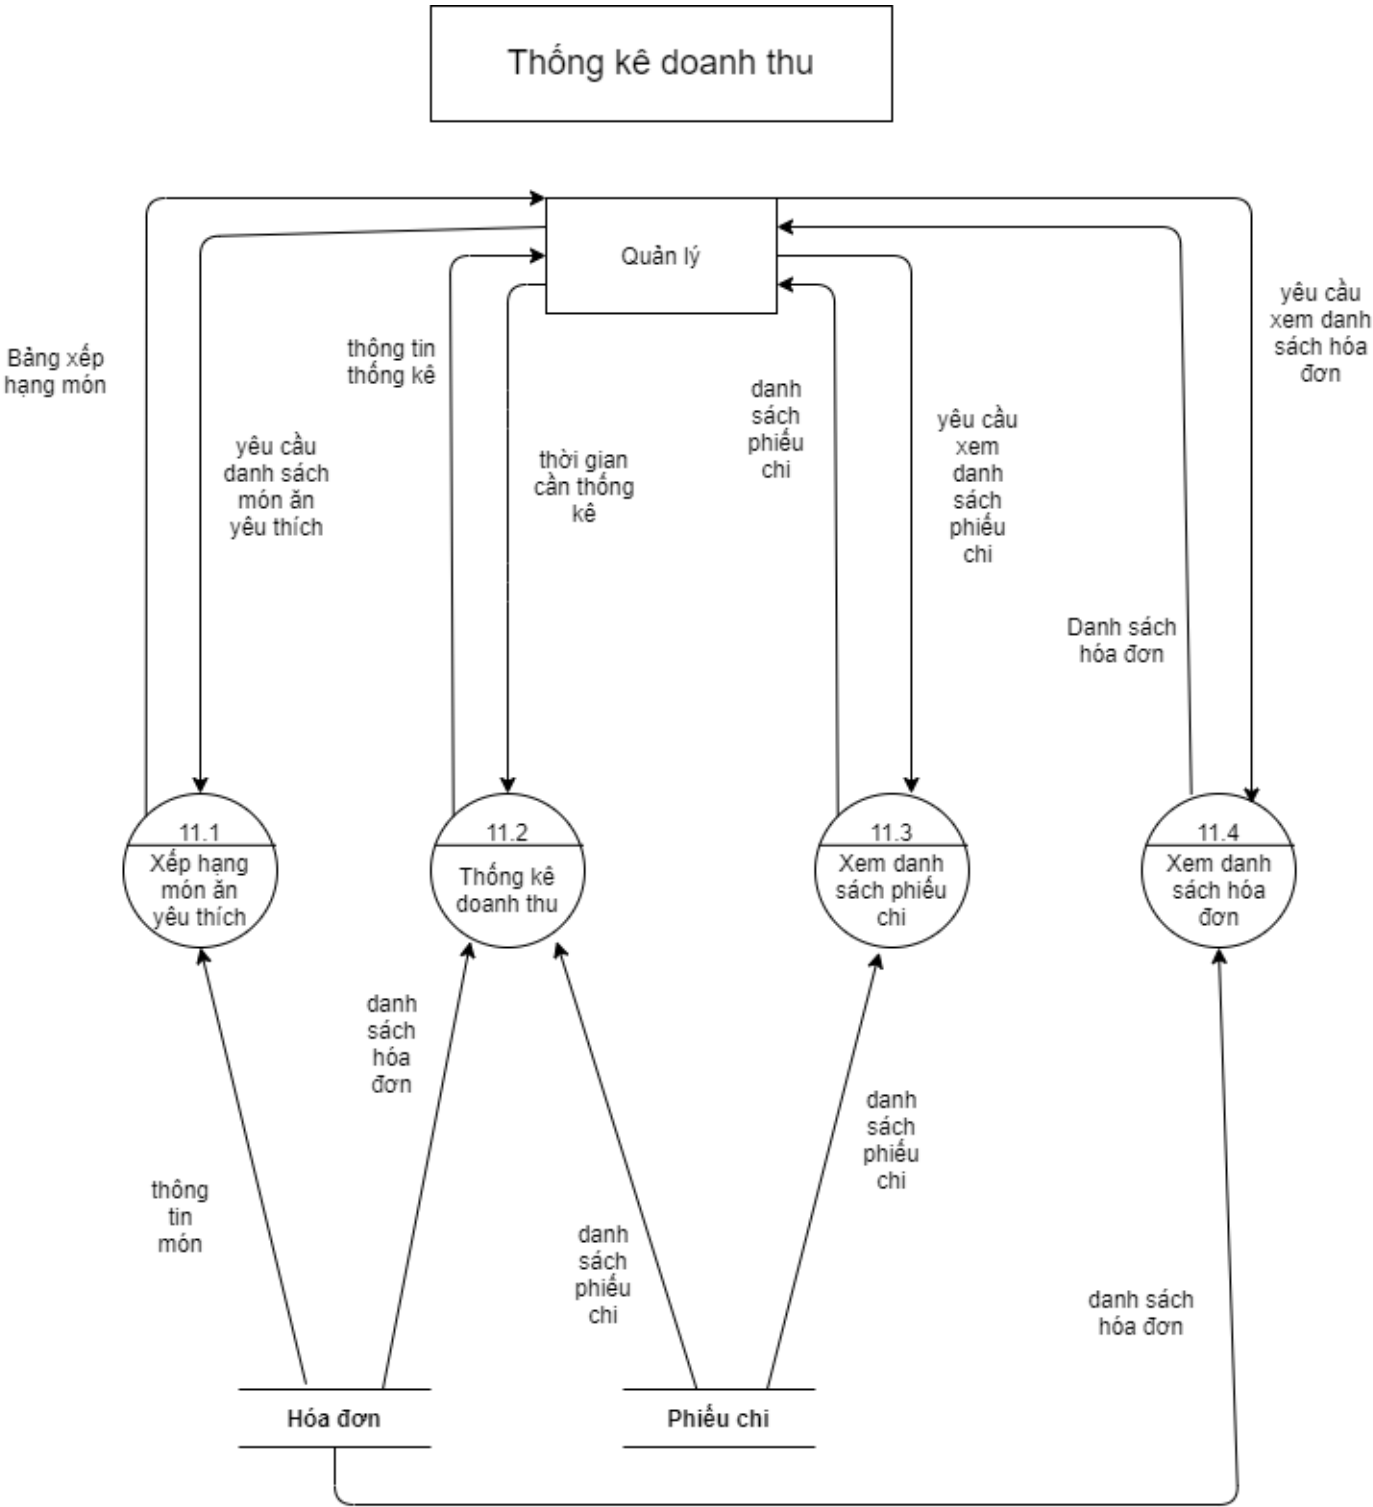 Thống kê doanh thu
Quản lý
Bảng xếp
hạng món
yêu cầu
danh sách
món ăn
yêu thích
thông tin
thống kê
thời gian
cần thống
kê
danh
sách
phiếu
chi
yêu cầu
xem
danh
sách
phiếu
chi
Danh sách
hóa đơn
yêu cầu
xem danh
sách hóa
đơn
11.1
Xếp hạng
món ăn
yêu thích
11.2
Thống kê
doanh thu
11.3
Xem danh
sách phiếu
chi
11.4
Xem danh
sách hóa
đơn
thông
tin
món
danh
sách
hóa
đơn
danh
sách
phiếu
chi
danh
sách
phiếu
chi
danh sách
hóa đơn
Hóa đơn
Phiếu chi